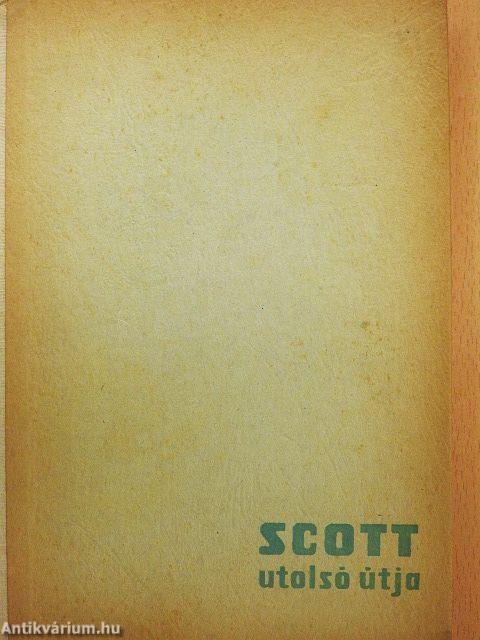 SCOTT
utolsó útja
Antikvárium.hu